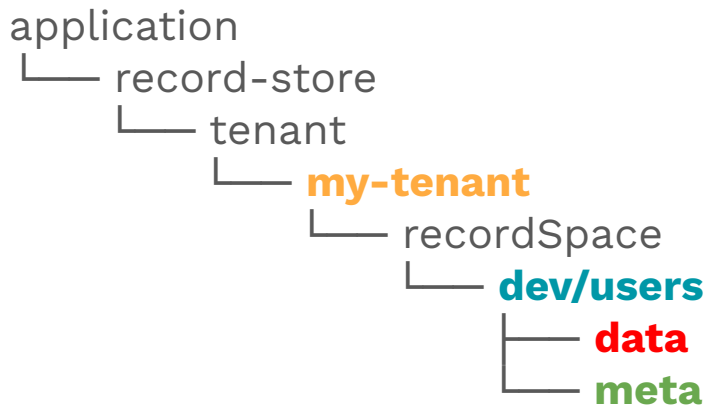 application
record-store
tenant
my-tenant
recordSpace
dev/users
data
meta